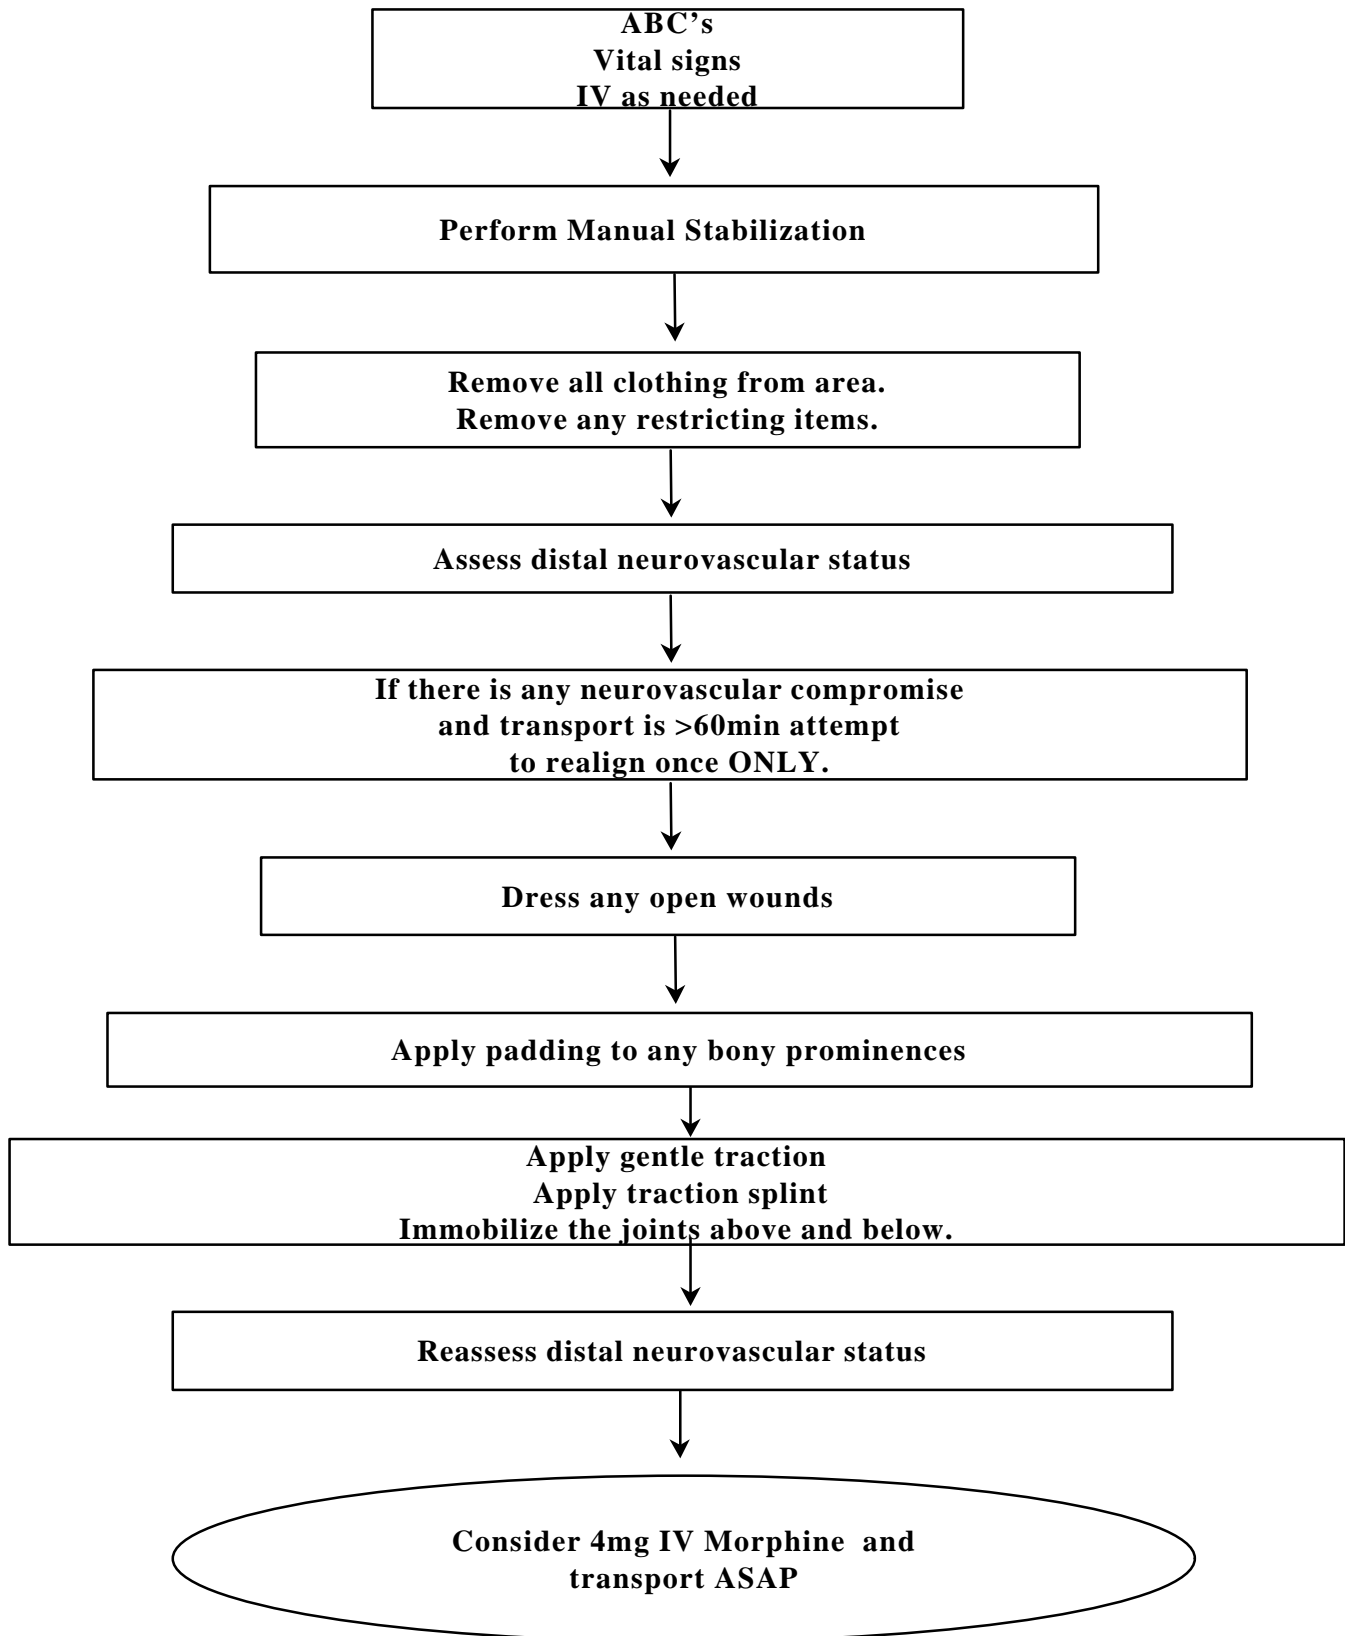 ABC’s
Vital signs
IV as needed
Perform Manual Stabilization
Remove all clothing from area.
Remove any restricting items.
Assess distal neurovascular status
If there is any neurovascular compromise
and transport is >60min attempt
to realign once ONLY.
Dress any open wounds
Apply padding to any bony prominences
Apply gentle traction
Apply traction splint
Immobilize the joints above and below.
Reassess distal neurovascular status
Consider 4mg IV Morphine and
transport ASAP